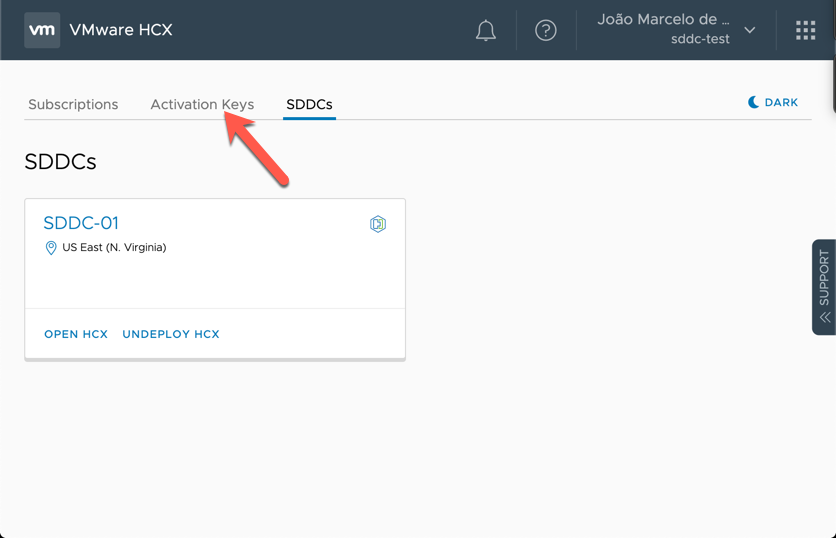 vm VMware HCX
João Marcelo de ...
sddc-test
Subscriptions Activation Keys SDDCs
DARK
SDDCs
SDDC-01
US East (N. Virginia)
OPEN HCX UNDEPLOY HCX
SUPPORT